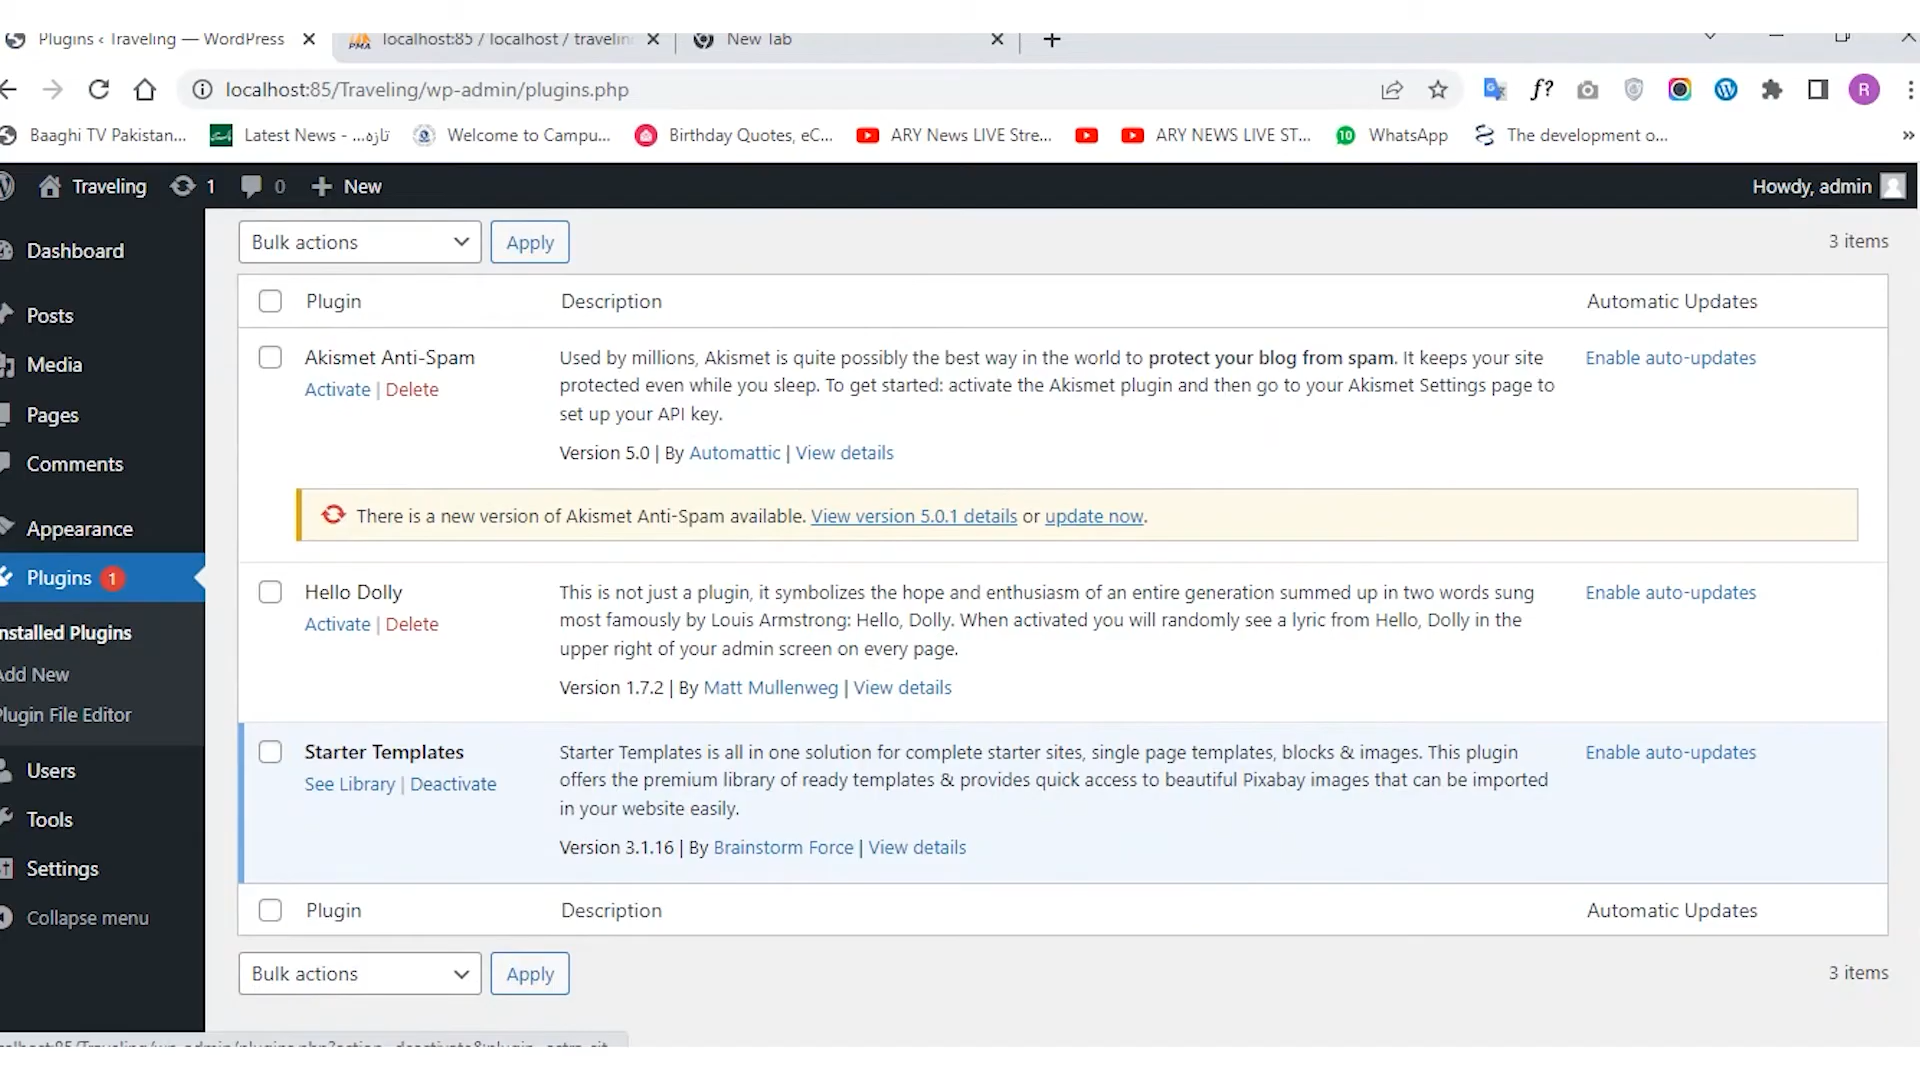 Plugins ‹ Traveling — WordPress
localhost:85 / localhost / traveling
New Tab
localhost:85/Traveling/wp-admin/plugins.php
f?
R
Baaghi TV Pakistan...
Latest News - ...تازہ
Welcome to Campu...
Birthday Quotes, eC...
ARY News LIVE Stre...
ARY NEWS LIVE ST...
10
WhatsApp
The development o...
»
Traveling
1
0
New
Howdy, admin
Dashboard
Posts
Media
Pages
Comments
Appearance
Plugins 1
Installed Plugins
Add New
Plugin File Editor
Users
Tools
Settings
Collapse menu
Bulk actions
Apply
3 items
Plugin
Description
Automatic Updates
Akismet Anti-Spam
Activate | Delete
Used by millions, Akismet is quite possibly the best way in the world to protect your blog from spam. It keeps your site
protected even while you sleep. To get started: activate the Akismet plugin and then go to your Akismet Settings page to
set up your API key.
Version 5.0 | By Automattic | View details
Enable auto-updates
There is a new version of Akismet Anti-Spam available. View version 5.0.1 details or update now.
Hello Dolly
Activate | Delete
This is not just a plugin, it symbolizes the hope and enthusiasm of an entire generation summed up in two words sung
most famously by Louis Armstrong: Hello, Dolly. When activated you will randomly see a lyric from Hello, Dolly in the
upper right of your admin screen on every page.
Version 1.7.2 | By Matt Mullenweg | View details
Enable auto-updates
Starter Templates
See Library | Deactivate
Starter Templates is all in one solution for complete starter sites, single page templates, blocks & images. This plugin
offers the premium library of ready templates & provides quick access to beautiful Pixabay images that can be imported
in your website easily.
Version 3.1.16 | By Brainstorm Force | View details
Enable auto-updates
Plugin
Description
Automatic Updates
Bulk actions
Apply
3 items